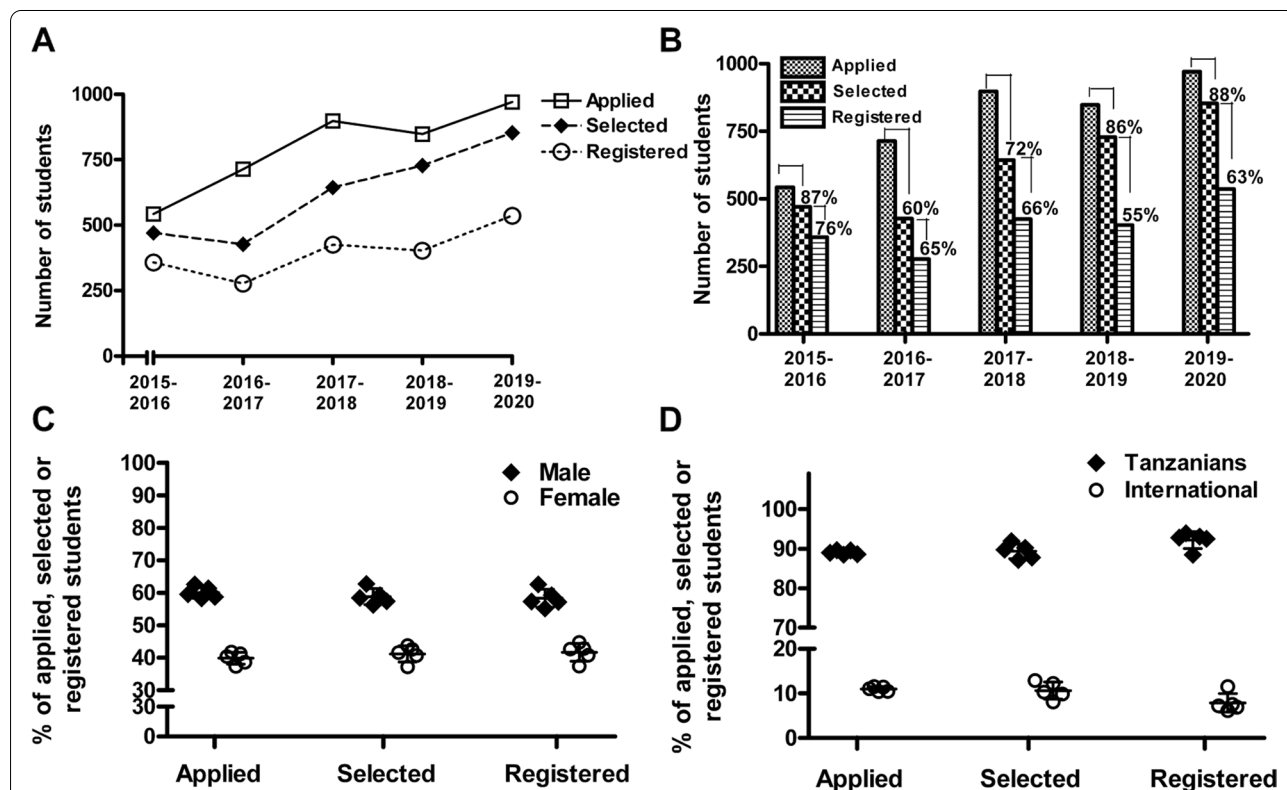 A
Number of students
1000
750
500
250
0
Applied
Selected
Registered
2015-
2016
2016-
2017
2017-
2018
2018-
2019
2019-
2020
B
Number of students
1000
750
500
250
0
Applied
Selected
Registered
87%
76%
60%
65%
72%
66%
86%
55%
88%
63%
2015-
2016
2016-
2017
2017-
2018
2018-
2019
2019-
2020
C
% of applied, selected or
registered students
100
90
80
70
60
50
40
30
30
0
Male
Female
Applied
Selected
Registered
D
% of applied, selected or
registered students
100
90
80
70
20
10
0
Tanzanians
International
Applied
Selected
Registered